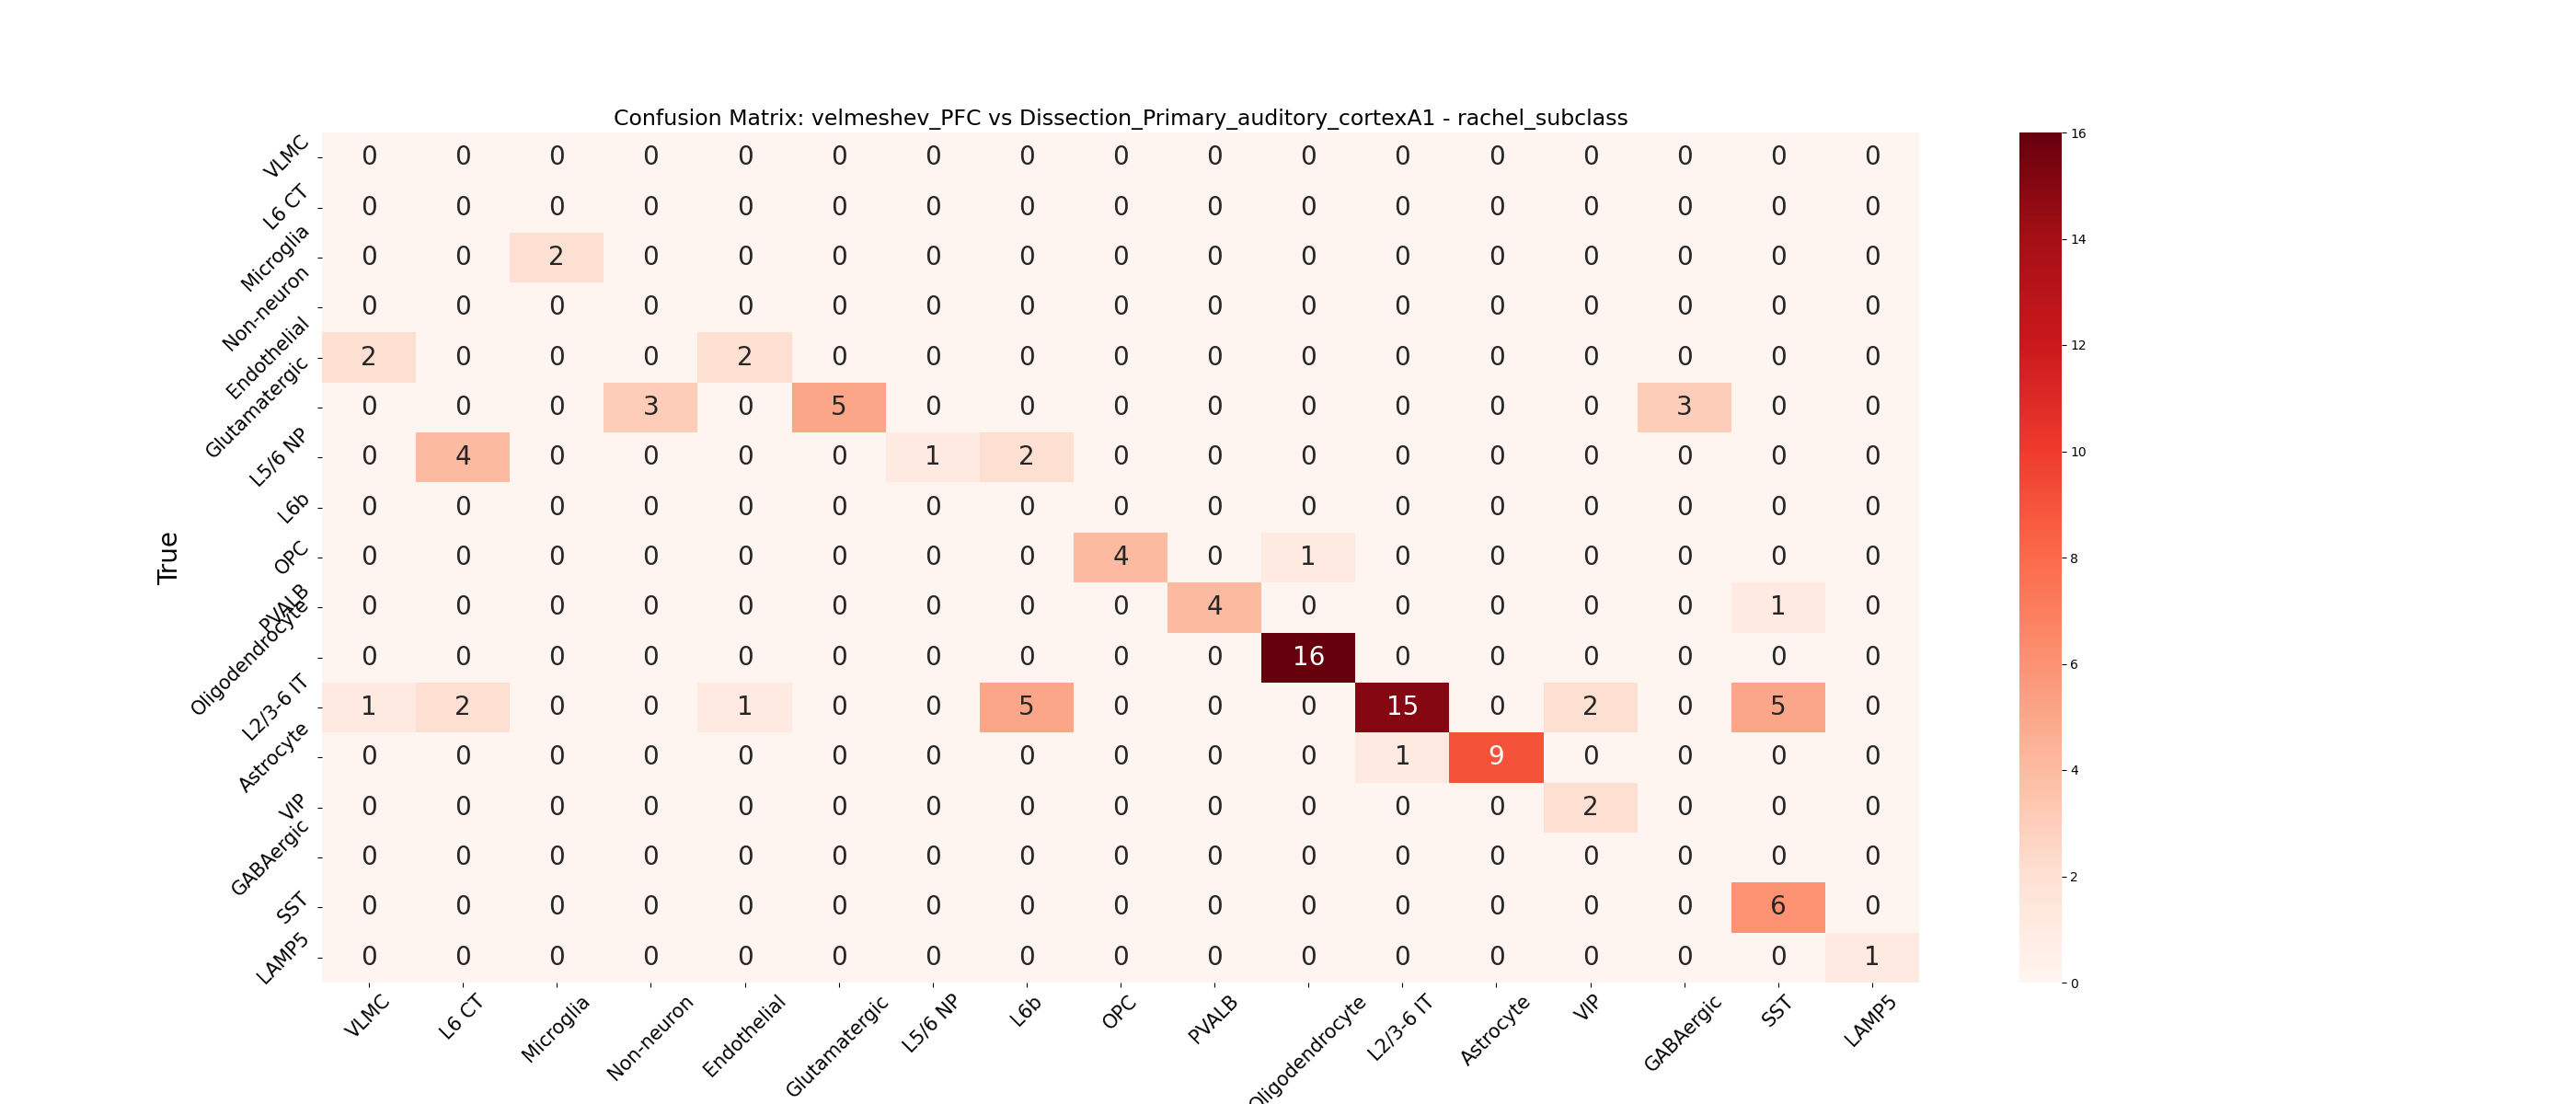 Confusion Matrix: velmeshev_PFC vs Dissection_Primary_auditory_cortexA1 - rachel_subclass
True
VLMC 0 0 0 0 0 0 0 0 0 0 0 0 0 0 0 0 0
L6 CT 0 0 0 0 0 0 0 0 0 0 0 0 0 0 0 0 0
Microglia 0 0 2 0 0 0 0 0 0 0 0 0 0 0 0 0 0
Non-neuron 0 0 0 0 0 0 0 0 0 0 0 0 0 0 0 0 0
Endothelial 2 0 0 0 2 0 0 0 0 0 0 0 0 0 0 0 0
Glutamatergic 0 0 0 3 0 5 0 0 0 0 0 0 0 0 3 0 0
L5/6 NP 0 4 0 0 0 0 1 2 0 0 0 0 0 0 0 0 0
L6b 0 0 0 0 0 0 0 0 0 0 0 0 0 0 0 0 0
OPC 0 0 0 0 0 0 0 0 4 0 1 0 0 0 0 0 0
PVALB 0 0 0 0 0 0 0 0 0 4 0 0 0 0 0 1 0
Oligodendrocyte 0 0 0 0 0 0 0 0 0 0 16 0 0 0 0 0 0
L2/3-6 IT 1 2 0 0 1 0 0 5 0 0 0 15 0 2 0 5 0
Astrocyte 0 0 0 0 0 0 0 0 0 0 0 1 9 0 0 0 0
VIP 0 0 0 0 0 0 0 0 0 0 0 0 0 2 0 0 0
GABAergic 0 0 0 0 0 0 0 0 0 0 0 0 0 0 0 0 0
SST 0 0 0 0 0 0 0 0 0 0 0 0 0 0 0 6 0
LAMP5 0 0 0 0 0 0 0 0 0 0 0 0 0 0 0 0 1
VLMC L6 CT Microglia Non-neuron Endothelial Glutamatergic L5/6 NP L6b OPC PVALB Oligodendrocyte L2/3-6 IT Astrocyte VIP GABAergic SST LAMP5
16
14
12
10
8
6
4
2
0